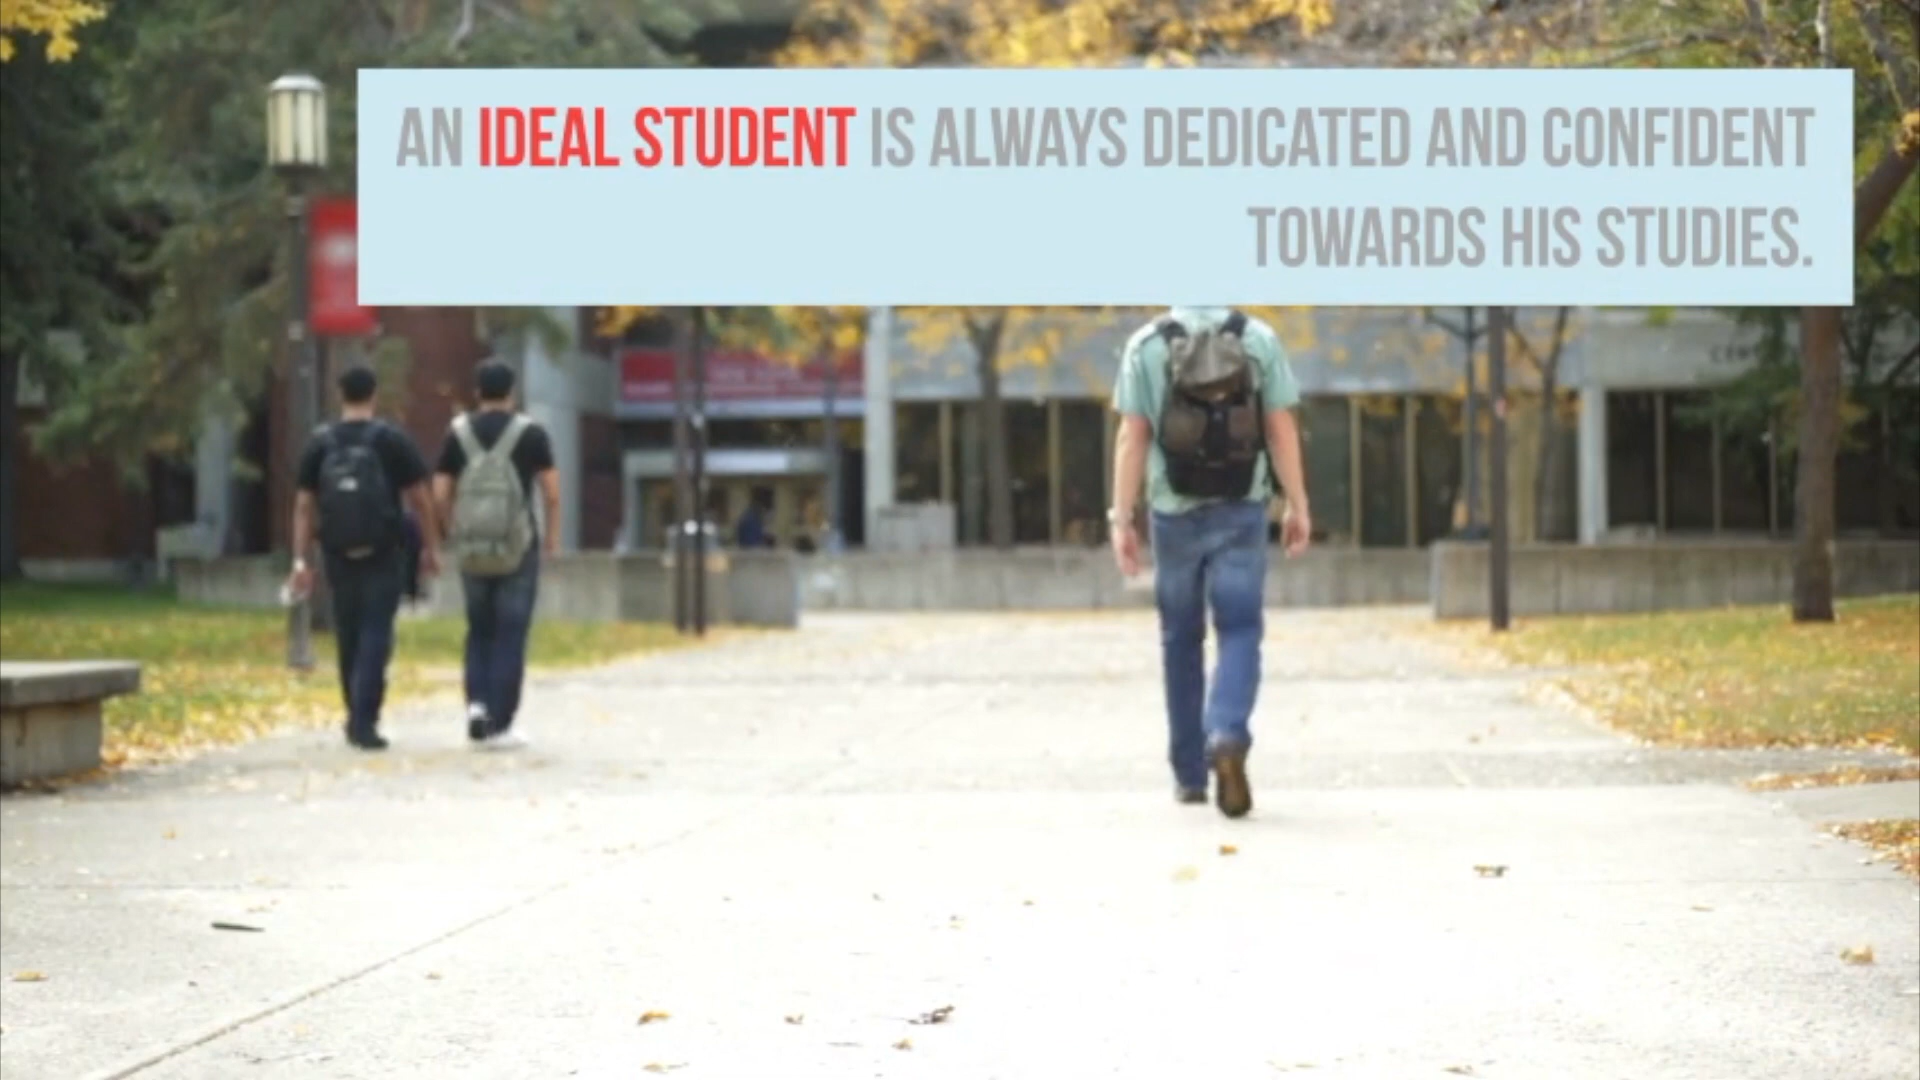 AN IDEAL STUDENT IS ALWAYS DEDICATED AND CONFIDENT
TOWARDS HIS STUDIES.